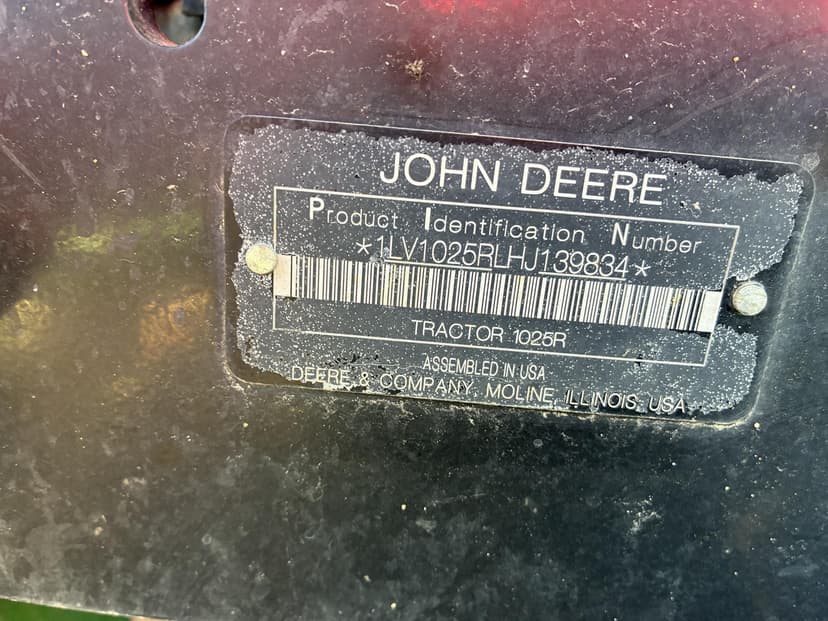 JOHN DEERE
Product Identification Number
*1LV1025RLHJ139834*
TRACTOR 1025R
ASSEMBLED IN USA
DEERE & COMPANY, MOLINE, ILLINOIS, USA